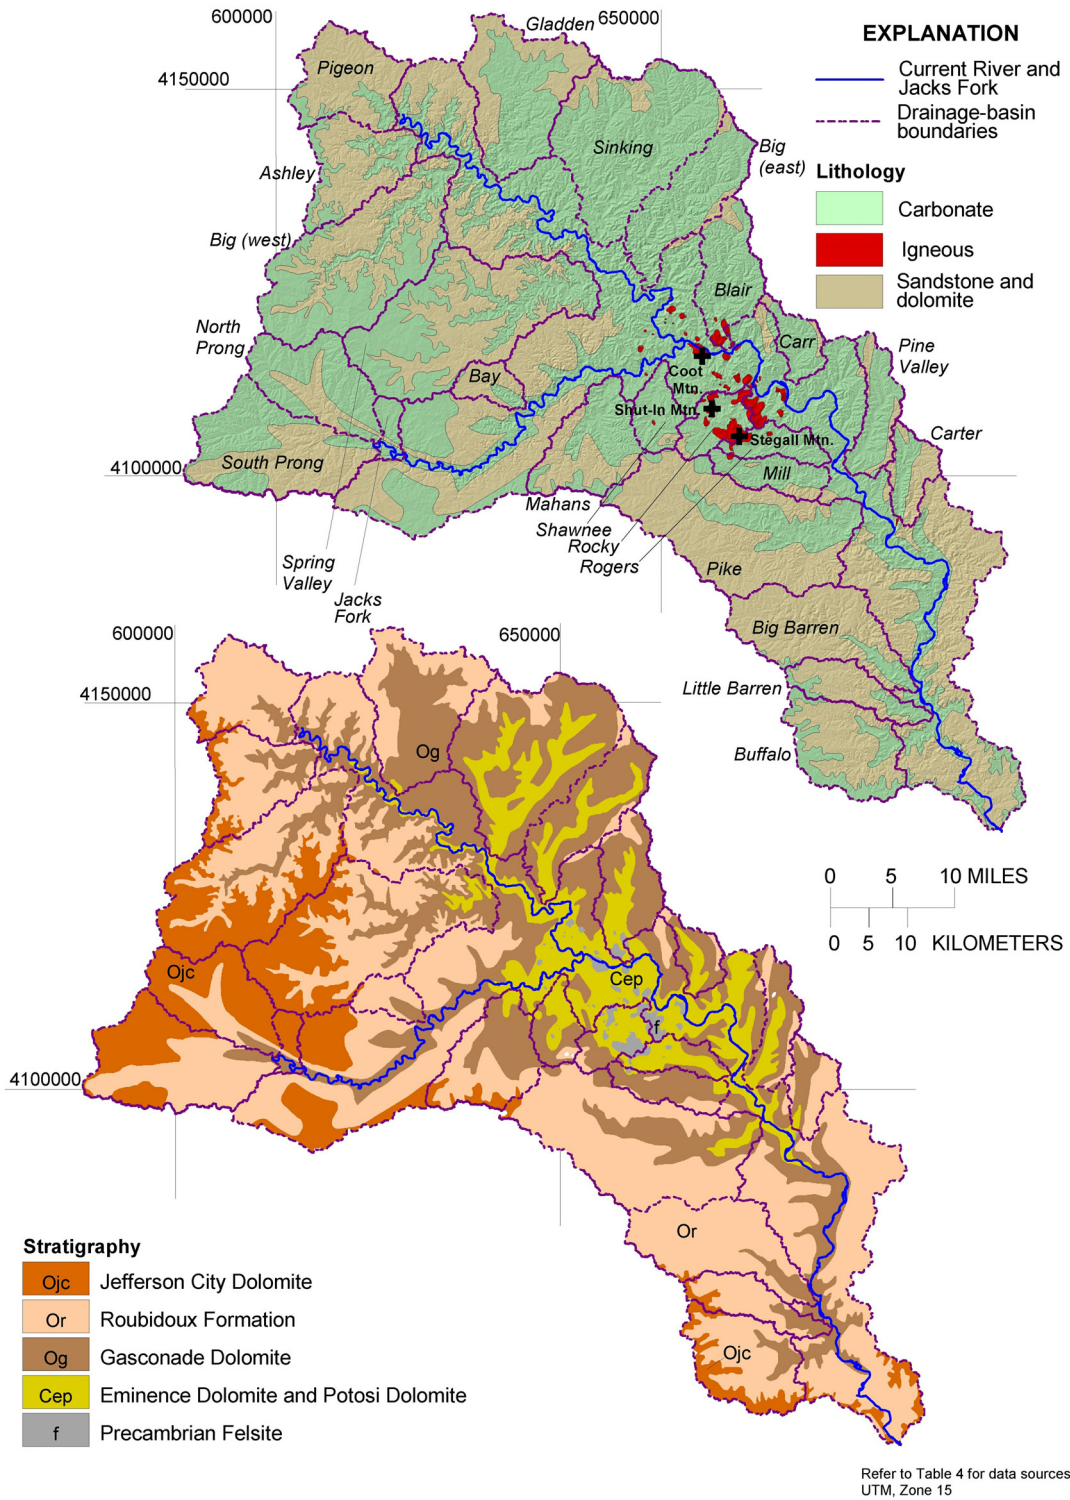 600000
650000
Gladden
EXPLANATION
Pigeon
Current River and
Jacks Fork
4150000
Drainage-basin
boundaries
Sinking
Big
(east)
Ashley
Lithology
Carbonate
Big (west)
Igneous
Blair
Sandstone and
dolomite
North
Prong
Carr
Pine
Valley
Coot
Mtn.
Bay
Shut-In Mtn.
Stegall Mtn.
Carter
South Prong
4100000
Mill
Mahans
Shawnee
Rocky
Rogers
Spring
Valley
Pike
Jacks
Fork
Big Barren
600000
650000
Little Barren
4150000
Buffalo
Og
0 5 10 MILES
0 5 10 KILOMETERS
Ojc
Cep
f
4100000
Or
Stratigraphy
Ojc Jefferson City Dolomite
Or Roubidoux Formation
Og Gasconade Dolomite
Ojc
Cep Eminence Dolomite and Potosi Dolomite
f Precambrian Felsite
Refer to Table 4 for data sources
UTM, Zone 15